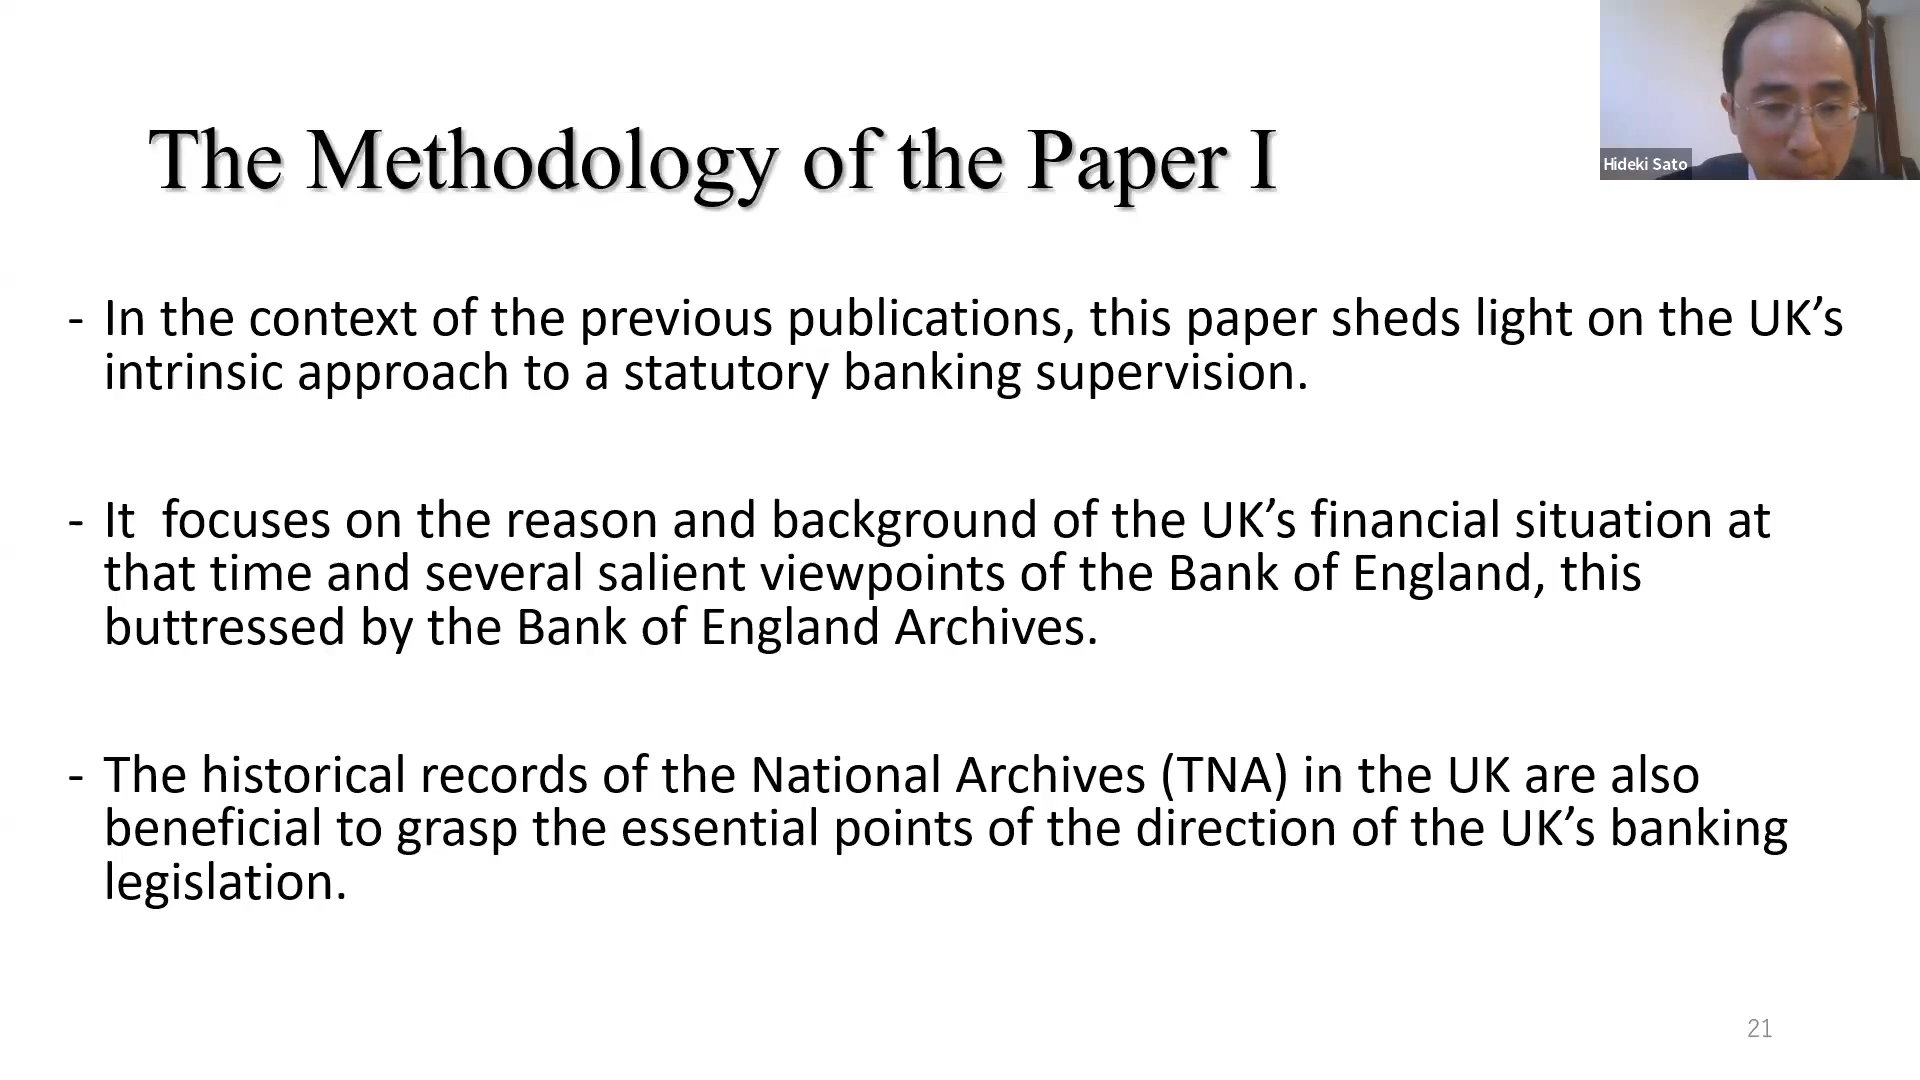 The Methodology of the Paper I
Hideki Sato
- In the context of the previous publications, this paper sheds light on the UK’s
intrinsic approach to a statutory banking supervision.
- It  focuses on the reason and background of the UK’s financial situation at
that time and several salient viewpoints of the Bank of England, this
buttressed by the Bank of England Archives.
- The historical records of the National Archives (TNA) in the UK are also
beneficial to grasp the essential points of the direction of the UK’s banking
legislation.
21